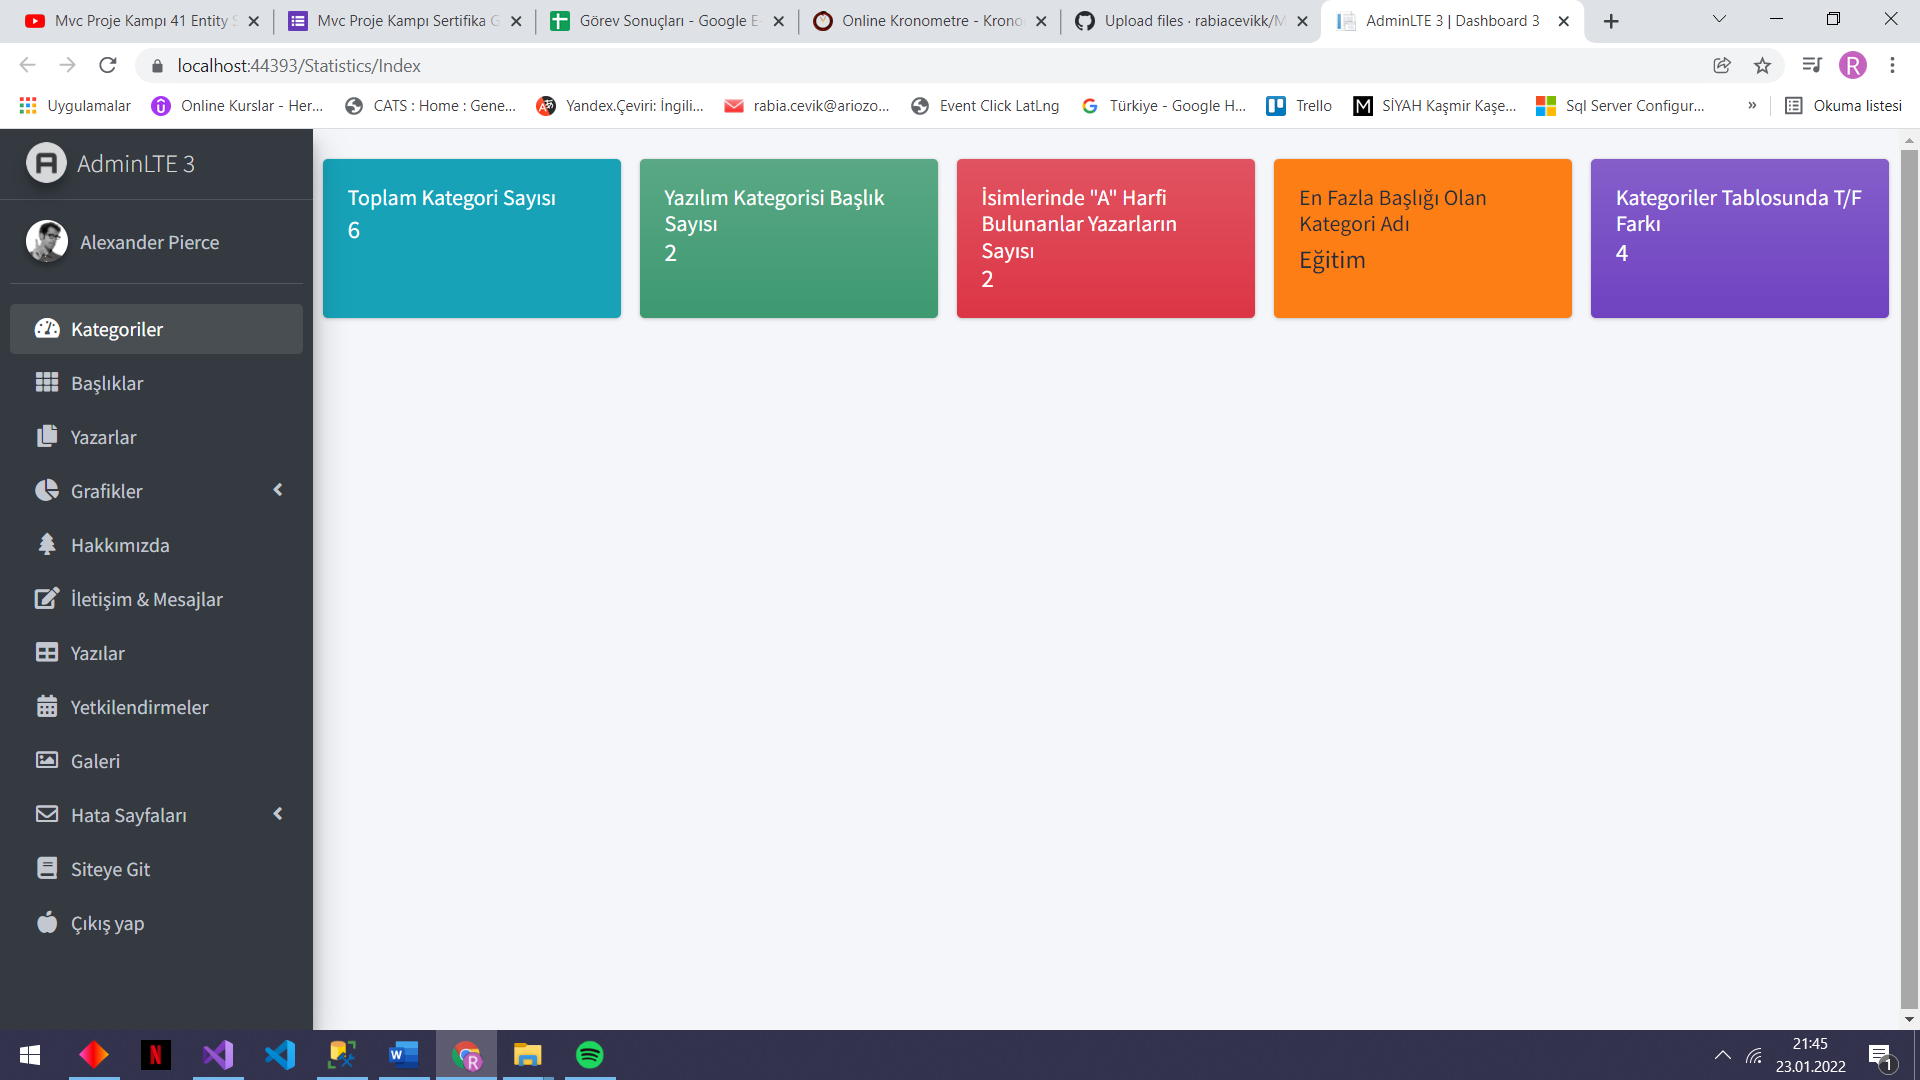 Mvc Proje Kampı 41 Entity S
Mvc Proje Kampı Sertifika G
Görev Sonuçları - Google E-
Online Kronometre - Krono
Upload files · rabiacevikk/M
AdminLTE 3 | Dashboard 3
localhost:44393/Statistics/Index
R
Uygulamalar
Online Kurslar - Her...
CATS : Home : Gene...
Yandex.Çeviri: İngili...
rabia.cevik@ariozo...
Event Click LatLng
Türkiye - Google H...
Trello
SİYAH Kaşmir Kaşe...
Sql Server Configur...
»
Okuma listesi
AdminLTE 3
Alexander Pierce
Kategoriler
Başlıklar
Yazarlar
Grafikler
Hakkımızda
İletişim & Mesajlar
Yazılar
Yetkilendirmeler
Galeri
Hata Sayfaları
Siteye Git
Çıkış yap
Toplam Kategori Sayısı
6
Yazılım Kategorisi Başlık
Sayısı
2
İsimlerinde "A" Harfi
Bulunanlar Yazarların
Sayısı
2
En Fazla Başlığı Olan
Kategori Adı
Eğitim
Kategoriler Tablosunda T/F
Farkı
4
21:45
23.01.2022
1